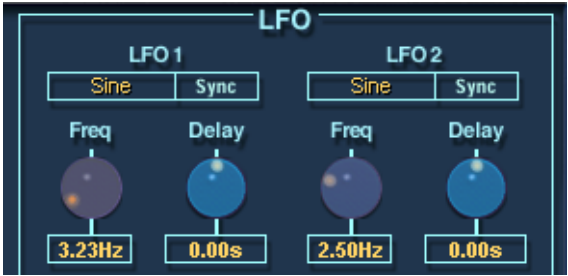 LFO
LFO 1 LFO 2
Sine Sync Sine Sync
Freq Delay Freq Delay
3.23Hz 0.00s 2.50Hz 0.00s